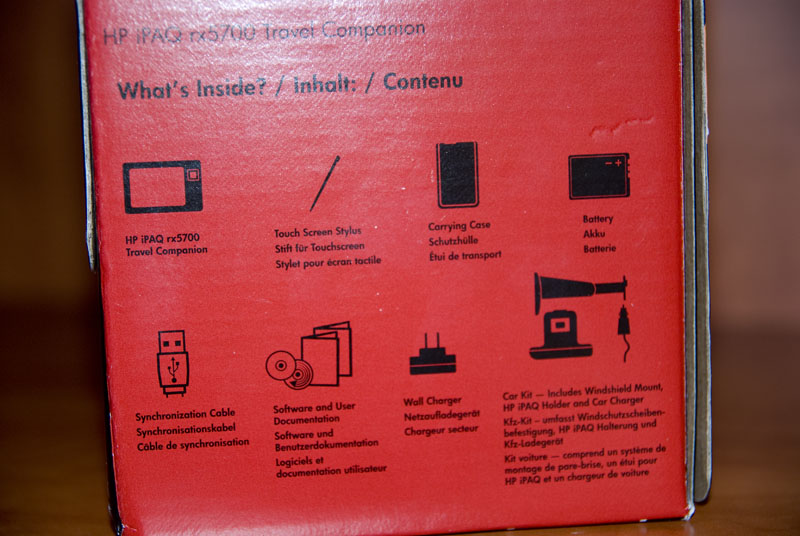 HP iPAQ rx5700 Travel Companion
What's Inside? / inhalt: / Contenu
HP iPAQ rx5700
Travel Companion
Touch Screen Stylus
Stift für Touchscreen
Stylet pour écran tactile
Carrying Case
Schutzhülle
Étui de transport
Battery
Akku
Batterie
Synchronization Cable
Synchronisationskabel
Câble de synchronisation
Software and User
Documentation
Software und
Benutzerdokumentation
Logiciels et
documentation utilisateur
Wall Charger
Netzaufladegerät
Chargeur secteur
Car Kit — Includes Windshield Mount,
HP iPAQ Holder and Car Charger
Kfz-Kit – umfasst Windschutzscheiben-
befestigung, HP iPAQ Holterung und
Kfz-Ladegerät
Kit voiture — comprend un système de
montage de pare-brise, un étui pour
HP iPAQ et un chargeur de voiture